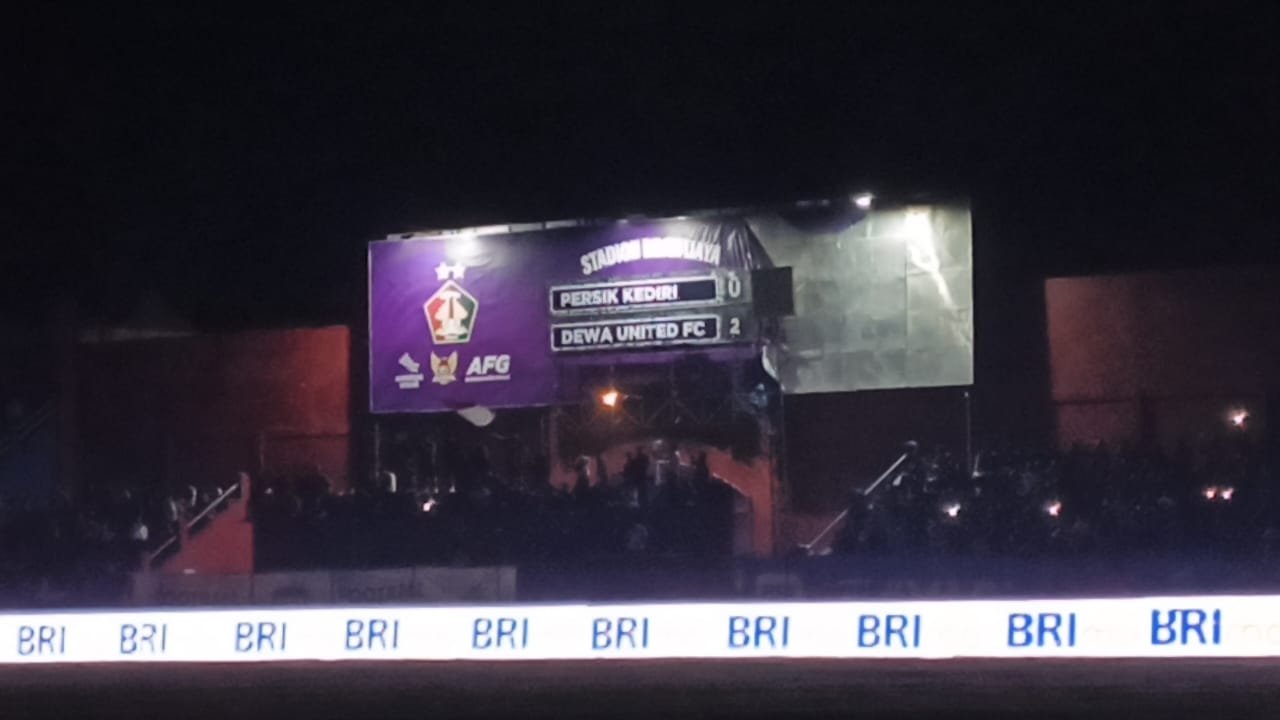 STADION BRAWIJAYA
PERSIK KEDIRI 0
DEWA UNITED FC 2
AFG
FOOTBALL
BRI BRI BRI BRI BRI BRI BRI BRI BRI BRI